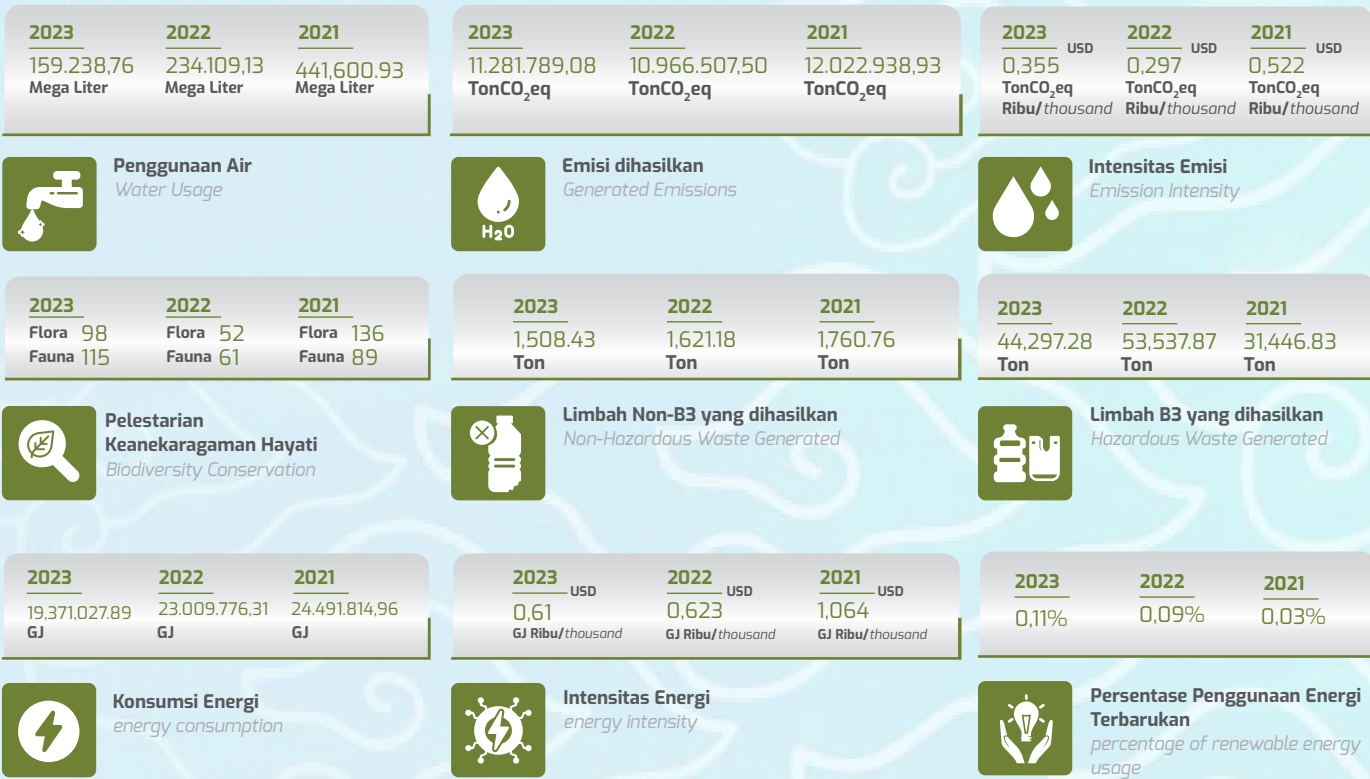 2023 2022 2021
159.238,76 234.109,13 441,600.93
Mega Liter Mega Liter Mega Liter
Penggunaan Air
Water Usage
2023 2022 2021
11.281.789,08 10.966.507,50 12.022.938,93
TonCO₂eq TonCO₂eq TonCO₂eq
Emisi dihasilkan
Generated Emissions
H₂O
2023 2022 2021
USD USD USD
0,355 0,297 0,522
TonCO₂eq TonCO₂eq TonCO₂eq
Ribu/thousand Ribu/thousand Ribu/thousand
Intensitas Emisi
Emission Intensity
2023 2022 2021
Flora 98 Flora 52 Flora 136
Fauna 115 Fauna 61 Fauna 89
Pelestarian
Keanekaragaman Hayati
Biodiversity Conservation
2023 2022 2021
1,508.43 1,621.18 1,760.76
Ton Ton Ton
Limbah Non-B3 yang dihasilkan
Non-Hazardous Waste Generated
2023 2022 2021
44,297.28 53,537.87 31,446.83
Ton Ton Ton
Limbah B3 yang dihasilkan
Hazardous Waste Generated
2023 2022 2021
19,371,027.89 23.009.776,31 24.491.814,96
GJ GJ GJ
Konsumsi Energi
energy consumption
2023 2022 2021
USD USD USD
0,61 0,623 1,064
GJ Ribu/thousand GJ Ribu/thousand GJ Ribu/thousand
Intensitas Energi
energy intensity
2023 2022 2021
0,11% 0,09% 0,03%
Persentase Penggunaan Energi
Terbarukan
percentage of renewable energy
usage